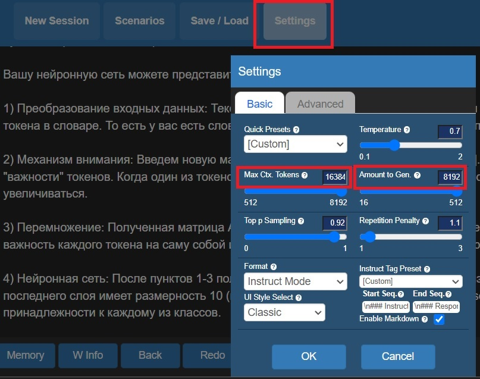 New Session
Scenarios
Save / Load
Settings
Вашу нейронную сеть можете представит
1) Преобразование входных данных: Тек
токена в словаре. То есть у вас есть слов
2) Механизм внимания: Введем новую ма
"важности" токенов. Когда один из токено
увеличиваться.
3) Перемножение: Полученная матрица А
важность каждого токена на саму собой
4) Нейронная сеть: После пунктов 1-3 пол
последнего слоя имеет размерность 10 (
принадлежности к каждому из классов.
Memory
W Info
Back
Redo
Settings
Basic
Advanced
Quick Presets ?
[Custom]
Temperature ?
0.7
0.1 2
Max Ctx. Tokens ?
16384
512 8192
Amount to Gen. ?
8192
16 512
Top p Sampling ?
0.92
0 1
Repetition Penalty ?
1.1
1 3
Format ?
Instruct Mode
UI Style Select ?
Classic
Instruct Tag Preset ?
[Custom]
Start Seq. ? End Seq. ?
\n### Instruct \n### Respor
Enable Markdown ?
OK
Cancel